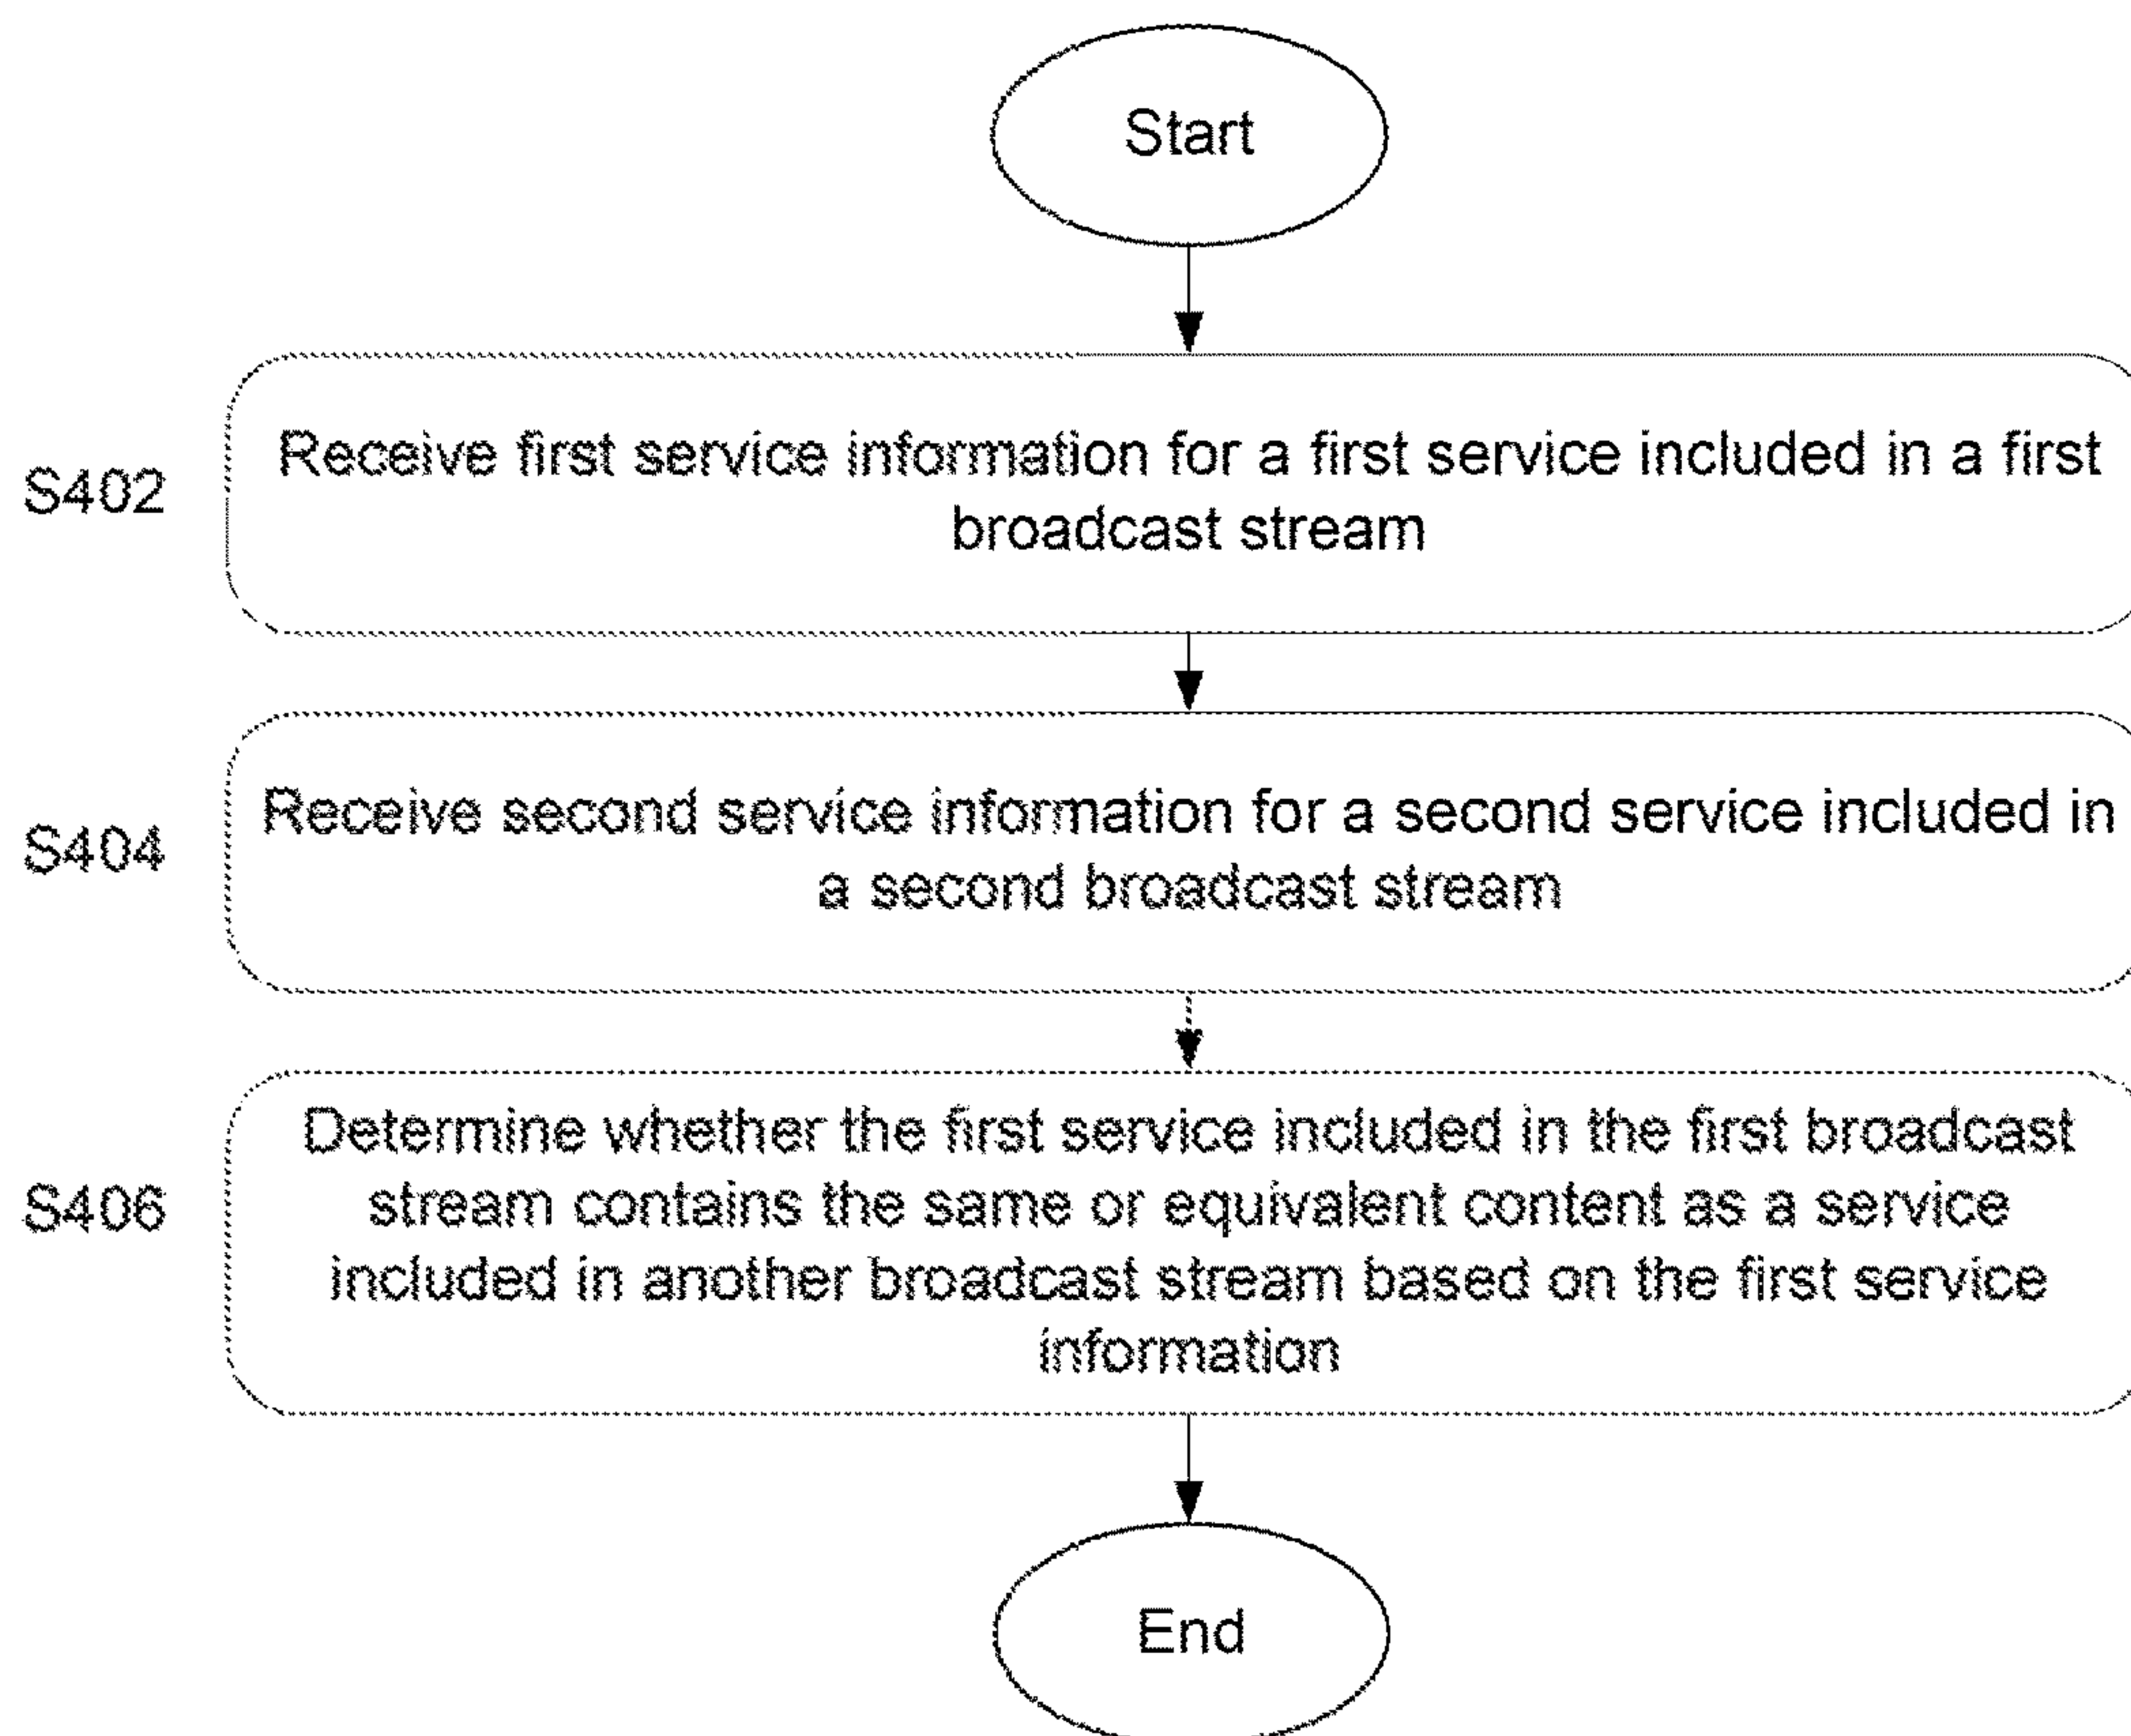 Start
S402
Receive first service information for a first service included in a first
broadcast stream
S404
Receive second service information for a second service included in
a second broadcast stream
S406
Determine whether the first service included in the first broadcast
stream contains the same or equivalent content as a service
included in another broadcast stream based on the first service
information
End